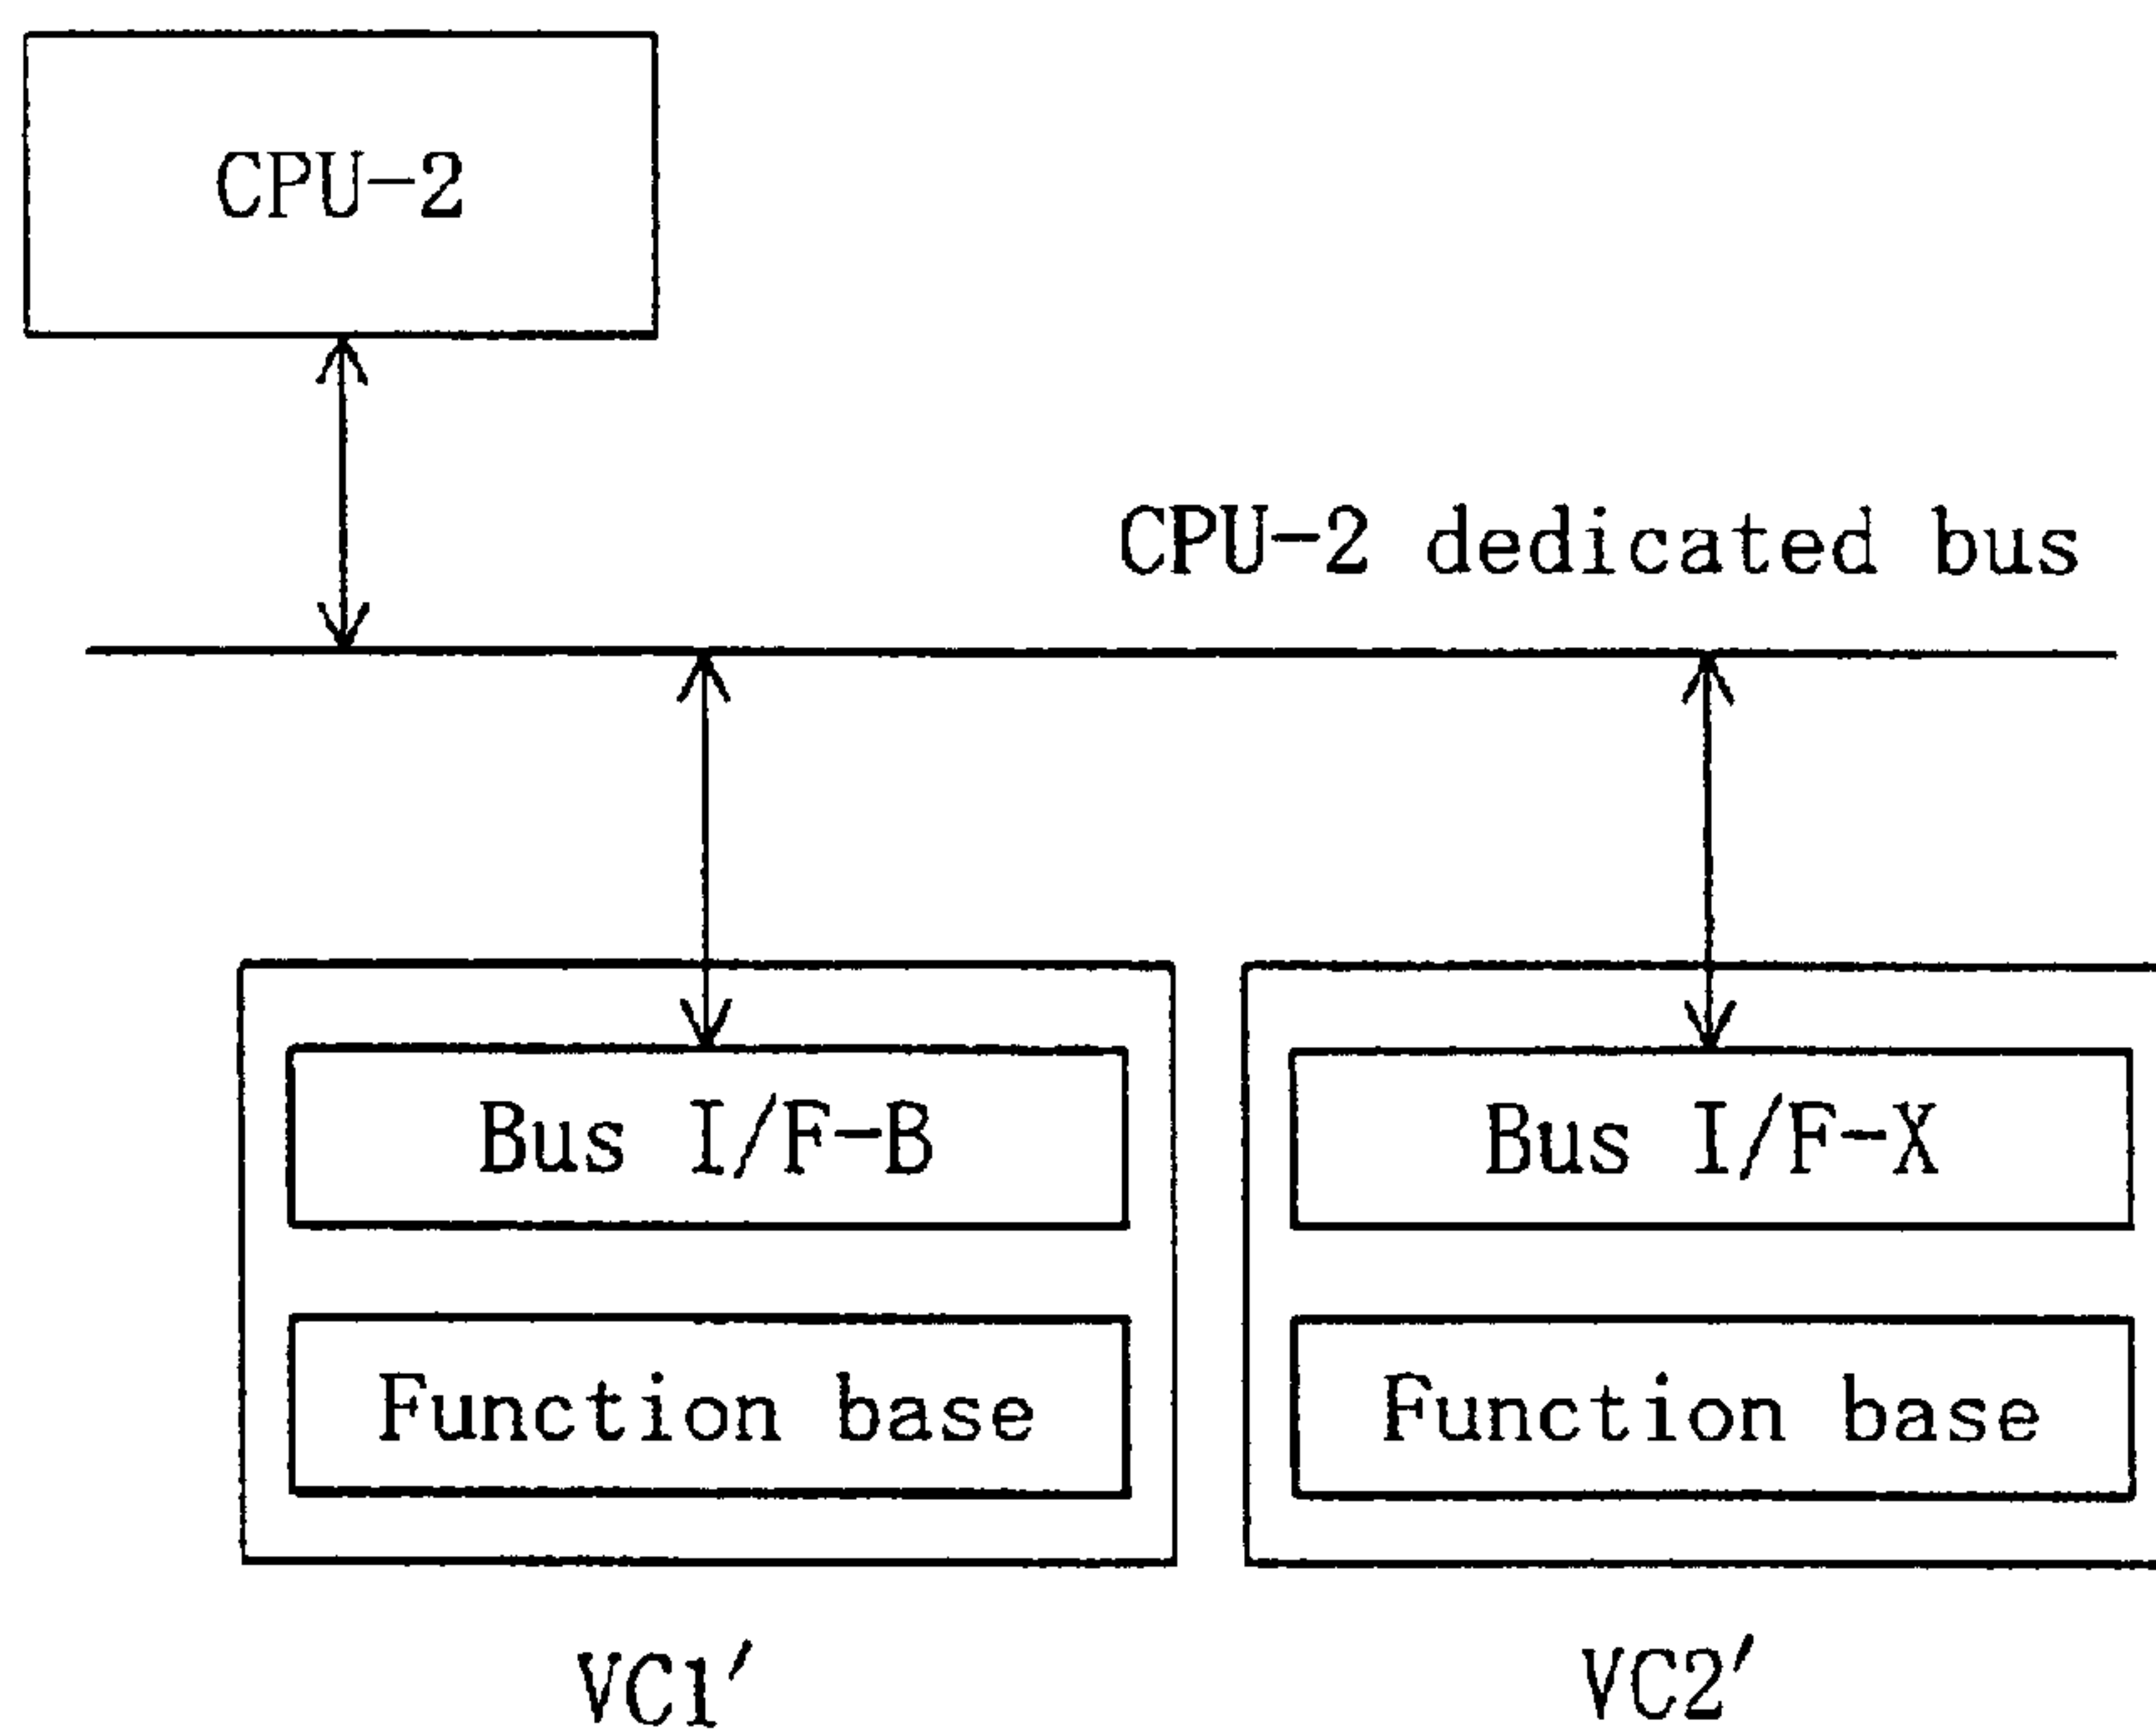 CPU-2
CPU-2 dedicated bus
Bus I/F-B
Bus I/F-X
Function base
Function base
VC1′
VC2′